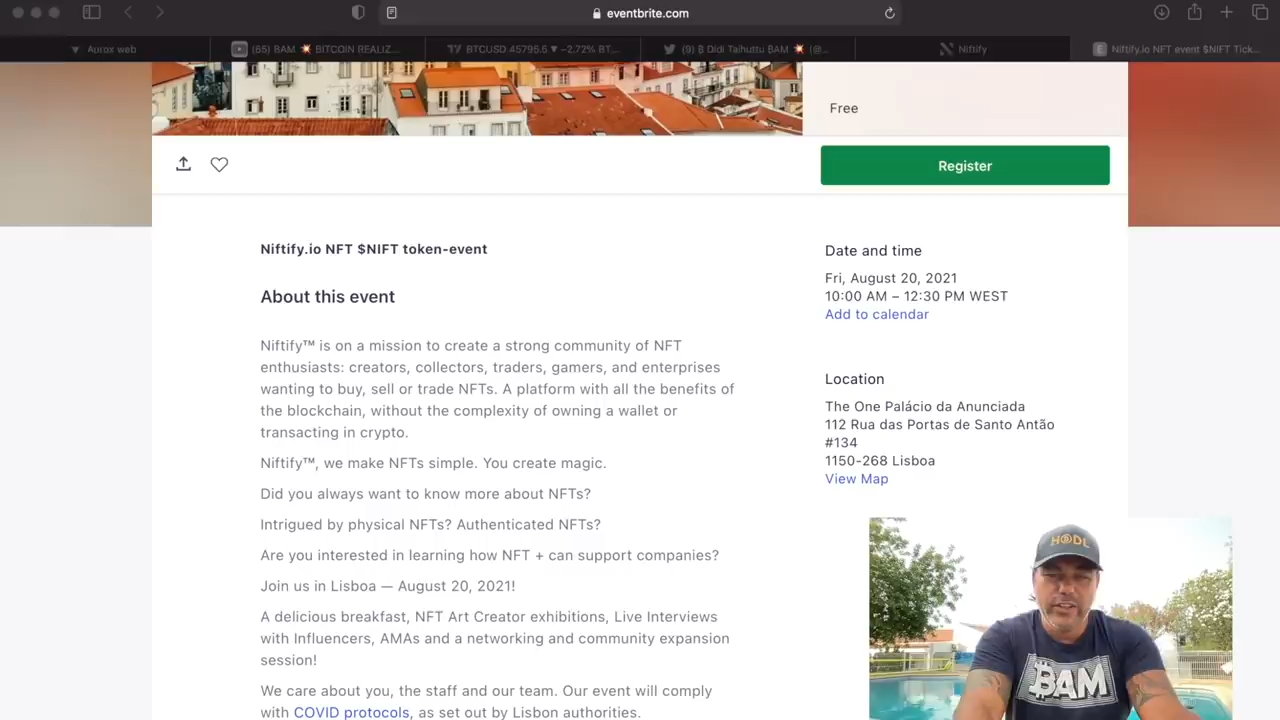 eventbrite.com
Aurox web
(65) BAM 💥 BITCOIN REALIZ...
BTCUSD 45795.6 ▼ −2.72% BT...
(9) ₿ Didi Taihuttu BAM 💥 (@...
Niftify
Niftify.io NFT event $NIFT Tick...
Free
Register
Niftify.io NFT $NIFT token-event
About this event
Niftify™ is on a mission to create a strong community of NFT
enthusiasts: creators, collectors, traders, gamers, and enterprises
wanting to buy, sell or trade NFTs. A platform with all the benefits of
the blockchain, without the complexity of owning a wallet or
transacting in crypto.
Niftify™, we make NFTs simple. You create magic.
Did you always want to know more about NFTs?
Intrigued by physical NFTs? Authenticated NFTs?
Are you interested in learning how NFT + can support companies?
Join us in Lisboa — August 20, 2021!
A delicious breakfast, NFT Art Creator exhibitions, Live Interviews
with Influencers, AMAs and a networking and community expansion
session!
We care about you, the staff and our team. Our event will comply
with COVID protocols, as set out by Lisbon authorities.
Date and time
Fri, August 20, 2021
10:00 AM – 12:30 PM WEST
Add to calendar
Location
The One Palácio da Anunciada
112 Rua das Portas de Santo Antão
#134
1150-268 Lisboa
View Map
H₿DL
BAM